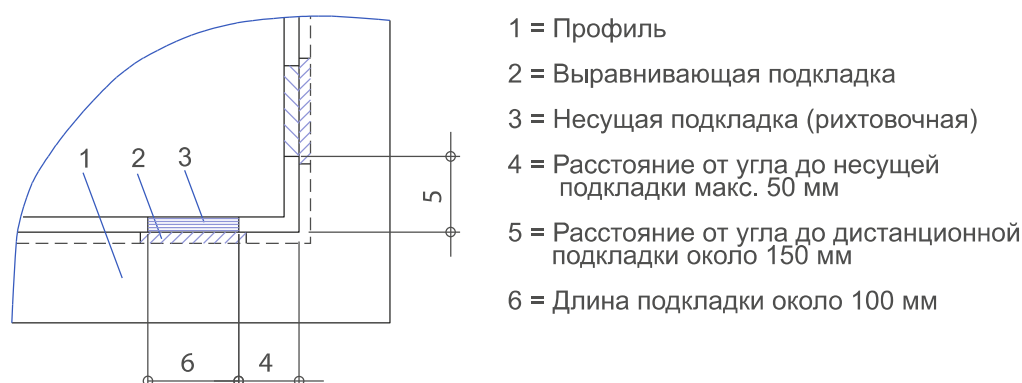 1 = Профиль
2 = Выравнивающая подкладка
3 = Несущая подкладка (рихтовочная)
4 = Расстояние от угла до несущей
подкладки макс. 50 мм
5 = Расстояние от угла до дистанционной
подкладки около 150 мм
6 = Длина подкладки около 100 мм
1 2 3
5
6 4